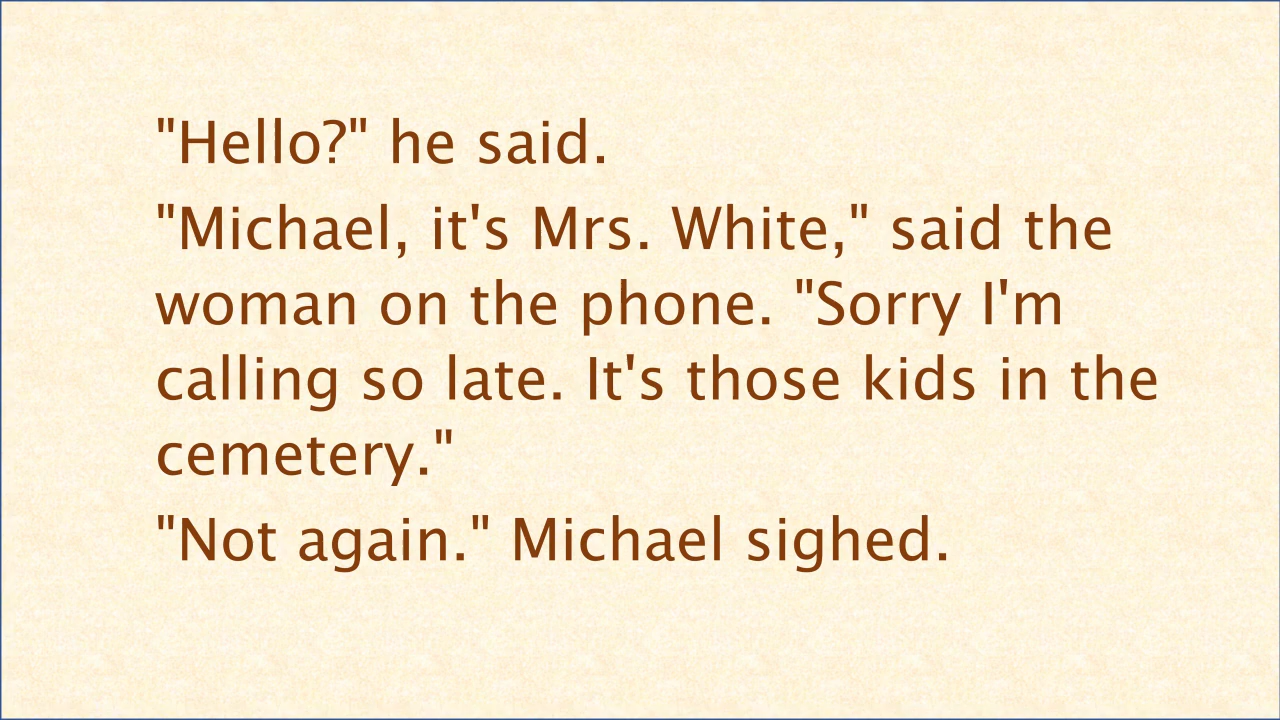 "Hello?" he said.
"Michael, it's Mrs. White," said the
woman on the phone. "Sorry I'm
calling so late. It's those kids in the
cemetery."
"Not again." Michael sighed.